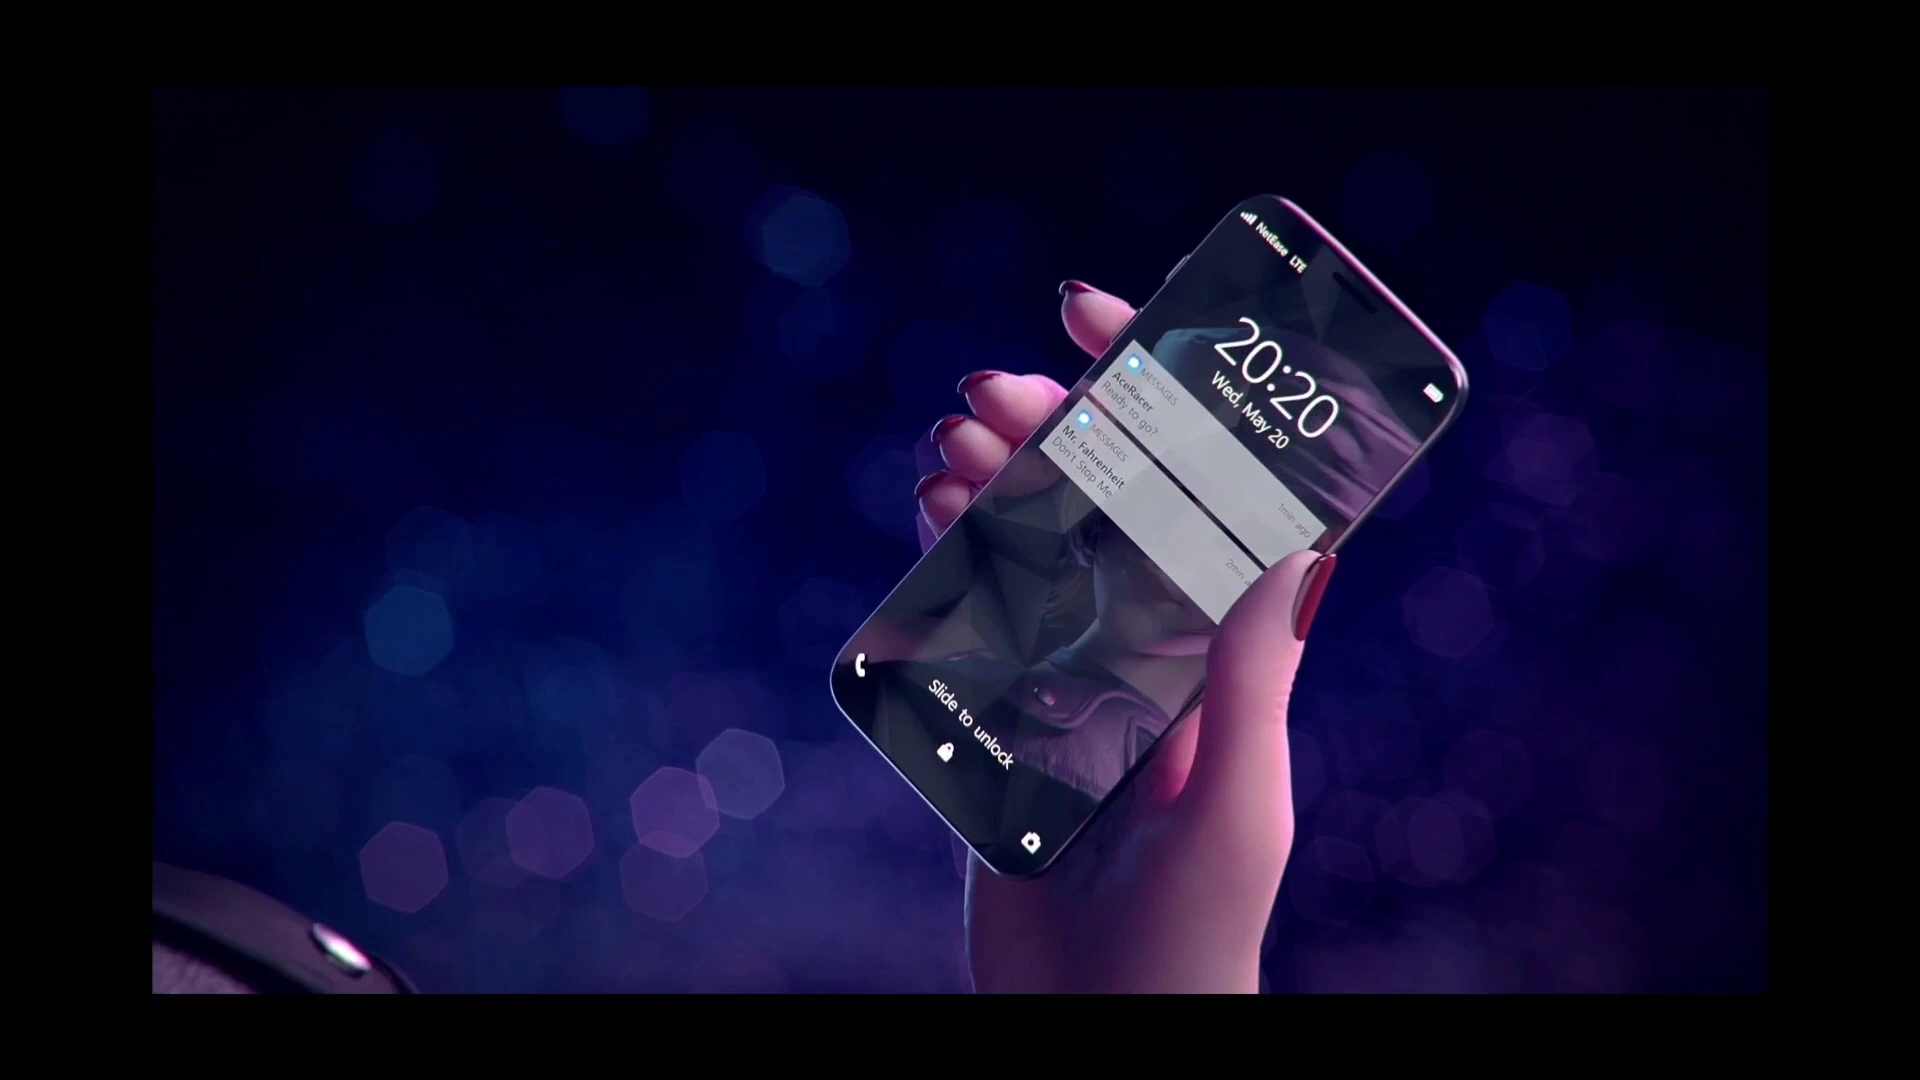 NetEase LTE
20:20
Wed, May 20
MESSAGES
AceRacer
Ready to go?
1min ago
MESSAGES
Mr. Fahrenheit
Don't Stop Me
2min
Slide to unlock